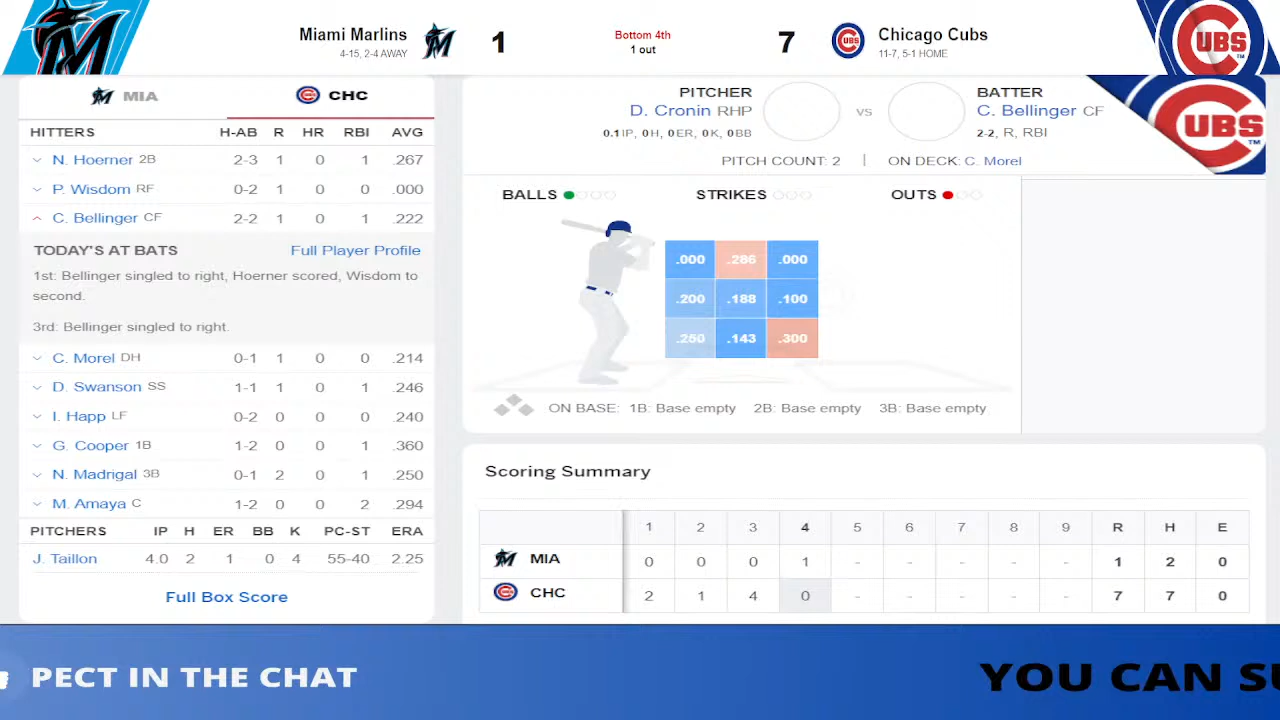 Miami Marlins
4-15, 2-4 AWAY
1
Bottom 4th
1 out
7
Chicago Cubs
11-7, 5-1 HOME
CUBS
MIA
CHC
HITTERS H-AB R HR RBI AVG
N. Hoerner 2B 2-3 1 0 1 .267
P. Wisdom RF 0-2 1 0 0 .000
C. Bellinger CF 2-2 1 0 1 .222
TODAY'S AT BATS Full Player Profile
1st: Bellinger singled to right, Hoerner scored, Wisdom to
second.
3rd: Bellinger singled to right.
C. Morel DH 0-1 1 0 0 .214
D. Swanson SS 1-1 1 0 1 .246
I. Happ LF 0-2 0 0 0 .240
G. Cooper 1B 1-2 0 0 1 .360
N. Madrigal 3B 0-1 2 0 1 .250
M. Amaya C 1-2 0 0 2 .294
PITCHERS IP H ER BB K PC-ST ERA
J. Taillon 4.0 2 1 0 4 55-40 2.25
Full Box Score
PITCHER
D. Cronin RHP
0.1IP, 0H, 0ER, 0K, 0BB
vs
BATTER
C. Bellinger CF
2-2, R, RBI
CUBS
PITCH COUNT: 2 | ON DECK: C. Morel
BALLS STRIKES OUTS
.000 .286 .000
.200 .188 .100
.250 .143 .300
ON BASE: 1B: Base empty 2B: Base empty 3B: Base empty
Scoring Summary
1 2 3 4 5 6 7 8 9 R H E
MIA 0 0 0 1 - - - - - 1 2 0
CHC 2 1 4 0 - - - - - 7 7 0
PECT IN THE CHAT
YOU CAN SU